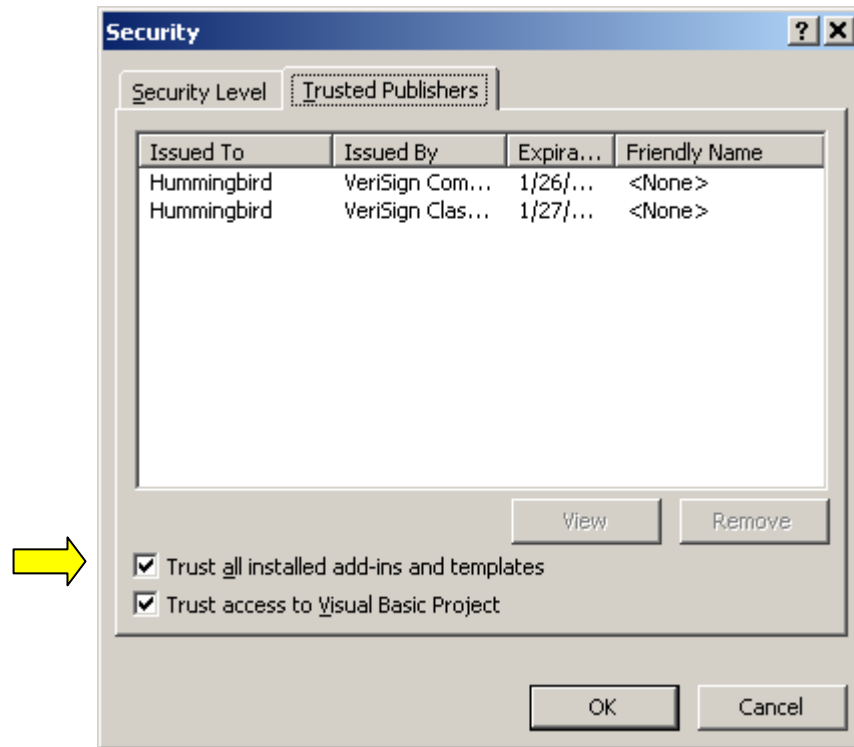 Security
Security Level Trusted Publishers
Issued To Issued By Expira... Friendly Name
Hummingbird VeriSign Com... 1/26/... <None>
Hummingbird VeriSign Clas... 1/27/... <None>
View Remove
Trust all installed add-ins and templates
Trust access to Visual Basic Project
OK Cancel